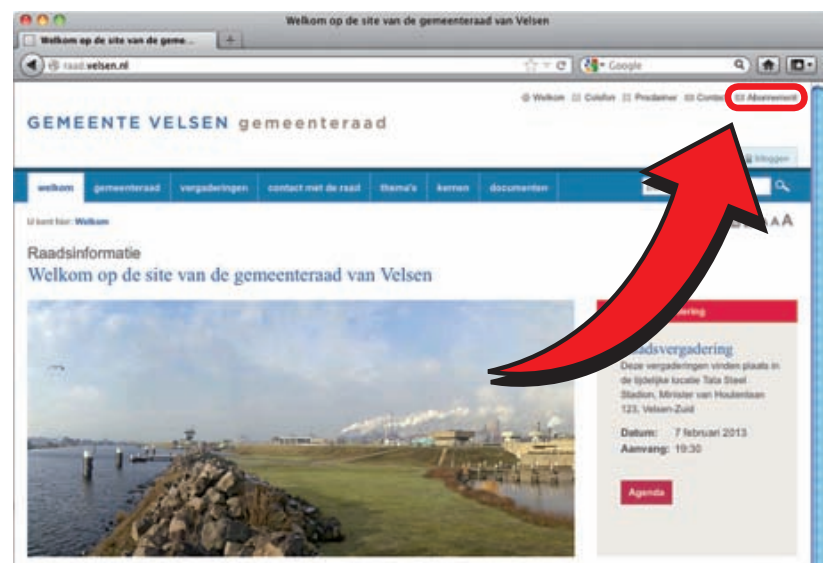 Welkom op de site van de gemeenteraad van Velsen
Welkom op de site van de geme...
raad.velsen.nl
Google
Welkom Colofon Proclaimer Contact Abonnement
GEMEENTE VELSEN gemeenteraad
Inloggen
welkom gemeenteraad vergaderingen contact met de raad thema's kernen documenten
U bent hier: Welkom
A A
Raadsinformatie
Welkom op de site van de gemeenteraad van Velsen
Raadsvergadering
Deze vergaderingen vinden plaats in
de tijdelijke locatie Tata Steel
Stadion, Minister van Houtenlaan
123, Velsen-Zuid
Datum: 7 februari 2013
Aanvang: 19:30
Agenda